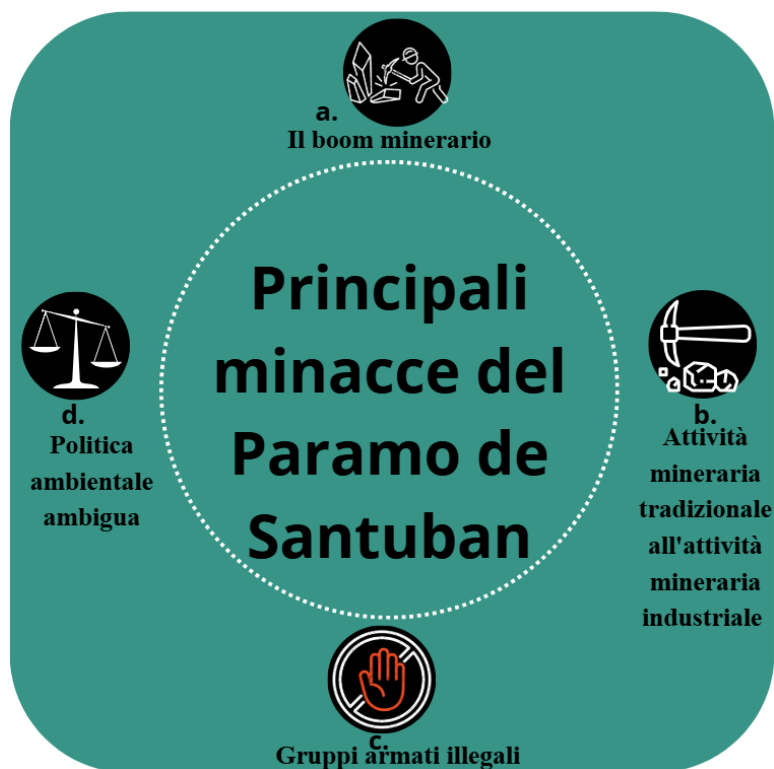 a.
Il boom minerario
Principali
minacce del
Paramo de
Santuban
b.
Attività
mineraria
tradizionale
all'attività
mineraria
industriale
c.
Gruppi armati illegali
d.
Politica
ambientale
ambigua